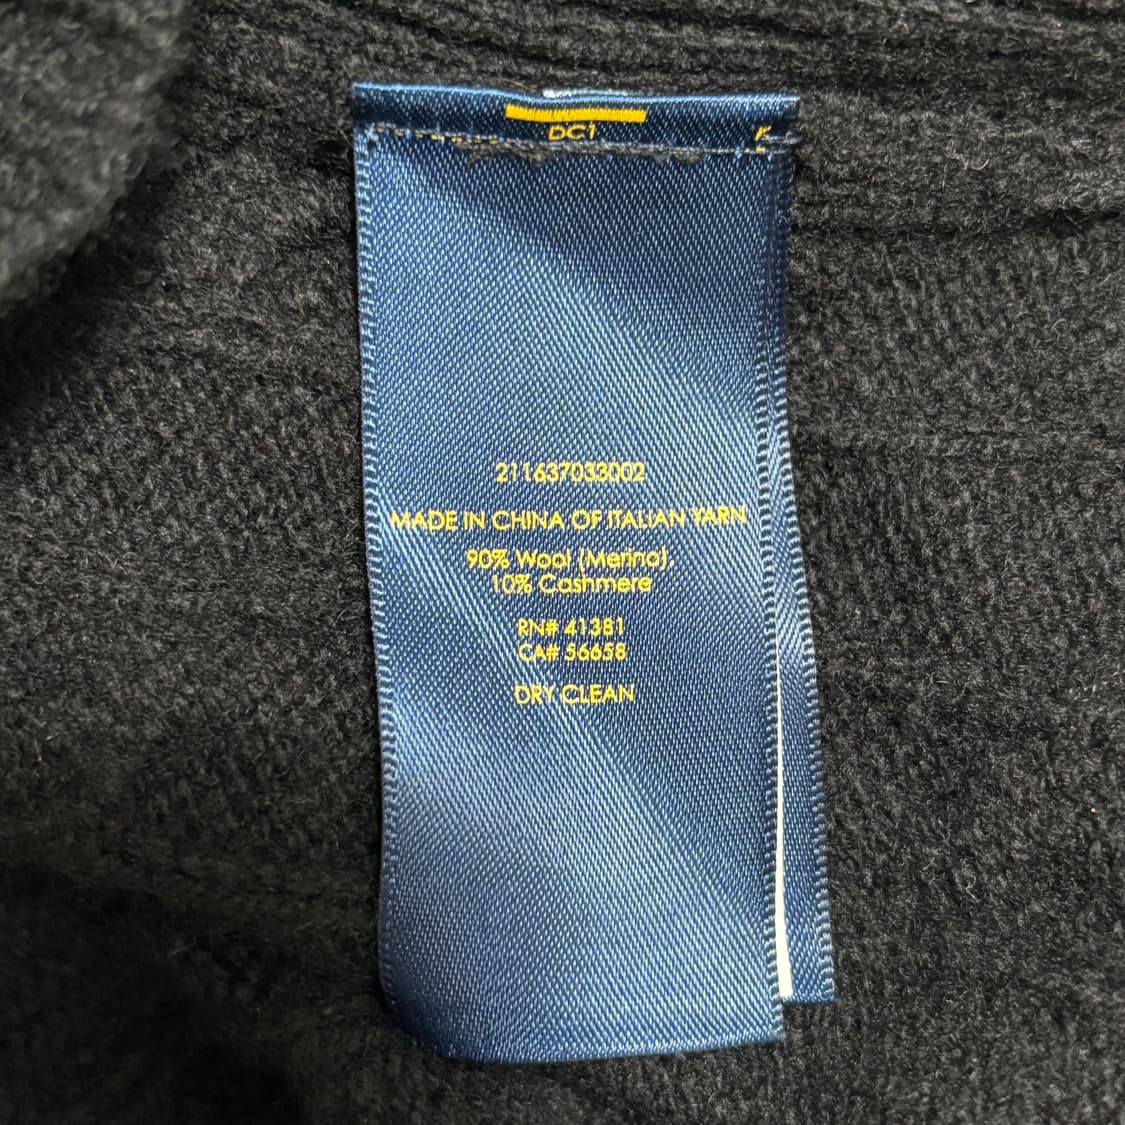 DC1
211637033002
MADE IN CHINA OF ITALIAN YARN
90% Wool (Merino),
10% Cashmere
RN# 41381
CA# 56658
DRY CLEAN